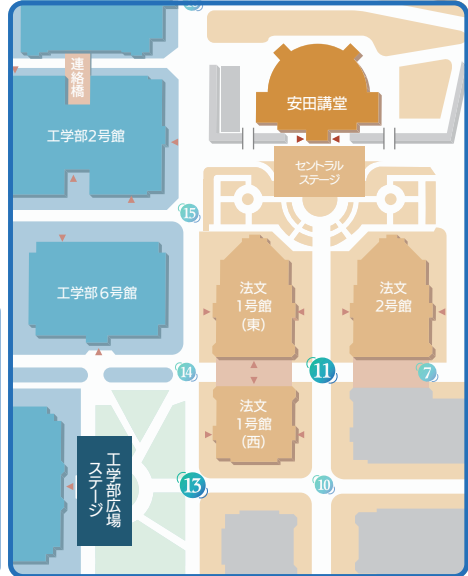 連絡橋
工学部2号館
安田講堂
セントラル
ステージ
15
工学部6号館
法文
1号館
(東)
法文
2号館
14
11
7
法文
1号館
(西)
工学部広場
ステージ
13
10